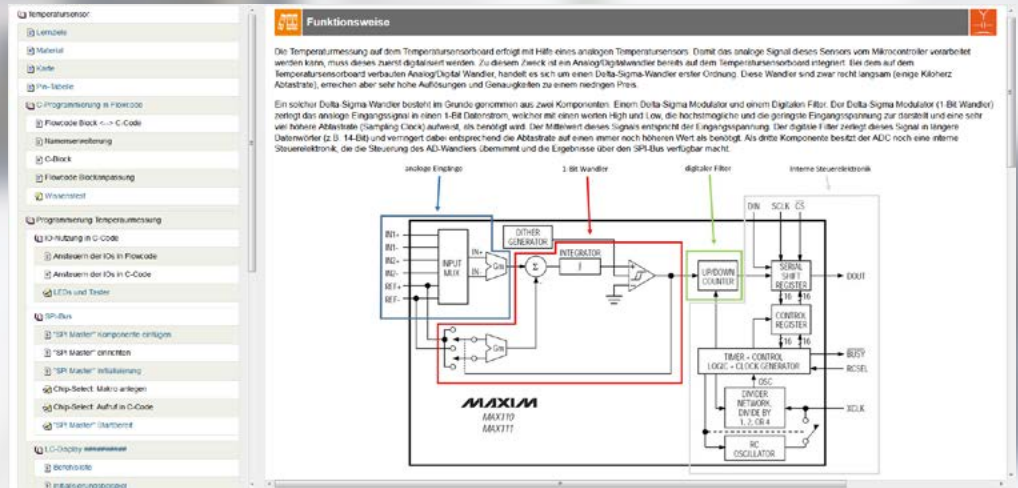 Temperatursensor
Lernziele
Material
Karte
Pin-Tabelle
C-Programmierung in Flowcode
Flowcode Block <--> C-Code
Namenserweiterung
C-Block
Flowcode Blockanpassung
Wissenstest
Programmierung Temperaturmessung
IO-Nutzung in C-Code
Ansteuern der IOs in Flowcode
Ansteuern der IOs in C-Code
LEDs und Taster
SPI-Bus
"SPI Master" Komponente einfügen
"SPI Master" einrichten
"SPI Master" Initialisierung
Chip-Select: Makro anlegen
Chip-Select: Aufruf in C-Code
"SPI Master" Startbereit
LC-Display
Befehlsliste
Initialisierungsbeispiel
Funktionsweise
Die Temperaturmessung auf dem Temperatursensorboard erfolgt mit Hilfe eines analogen Temperatursensors. Damit das analoge Signal dieses Sensors vom Mikrocontroller verarbeitet
werden kann, muss dieses zuerst digitalisiert werden. Zu diesem Zweck ist ein Analog/Digitalwandler bereits auf dem Temperatursensorboard integriert. Bei dem auf dem
Temperatursensorboard verbauten Analog/Digital Wandler, handelt es sich um einen Delta-Sigma-Wandler erster Ordnung. Diese Wandler sind zwar recht langsam (einige Kiloherz
Abtastrate), erreichen aber sehr hohe Auflösungen und Genauigkeiten zu einem niedrigen Preis.
Ein solcher Delta-Sigma Wandler besteht im Grunde genommen aus zwei Komponenten. Einem Delta-Sigma Modulator und einem Digitalen Filter. Der Delta-Sigma Modulator (1-Bit Wandler)
zerlegt das analoge Eingangssignal in einen 1-Bit Datenstrom, welcher mit einen werten High und Low, die höchstmögliche und die geringste Eingangsspannung zur darstellt und eine sehr
viel höhere Abtastrate (Sampling Clock) aufweist, als benötigt wird. Der Mittelwert dieses Signals entspricht der Eingangsspannung. Der digitale Filter zerlegt dieses Signal in längere
Datenwörter (z.B. 14-Bit) und verringert dabei entsprechend die Abtastrate auf einen immer noch höheren Wert als benötigt. Als dritte Komponente besitzt der ADC noch eine interne
Steuerelektronik, die die Steuerung des AD-Wandlers übernimmt und die Ergebnisse über den SPI-Bus verfügbar macht.
analoge Eingänge
1-Bit Wandler
digitaler Filter
Interne Steuerelektronik
DIN SCLK CS
IN1+
IN1-
IN2+
IN2-
REF+
REF-
INPUT
MUX
IN+
IN-
Gm
DITHER
GENERATOR
Σ
INTEGRATOR
∫
+
-
UP/DOWN
COUNTER
SERIAL
SHIFT
REGISTER
DOUT
16 16
CONTROL
REGISTER
16 16
Gm
TIMER + CONTROL
LOGIC + CLOCK GENERATOR
BUSY
RCSEL
OSC
DIVIDER
NETWORK,
DIVIDE BY
1, 2, OR 4
XCLK
RC
OSCILLATOR
MAXIM
MAX110
MAX111